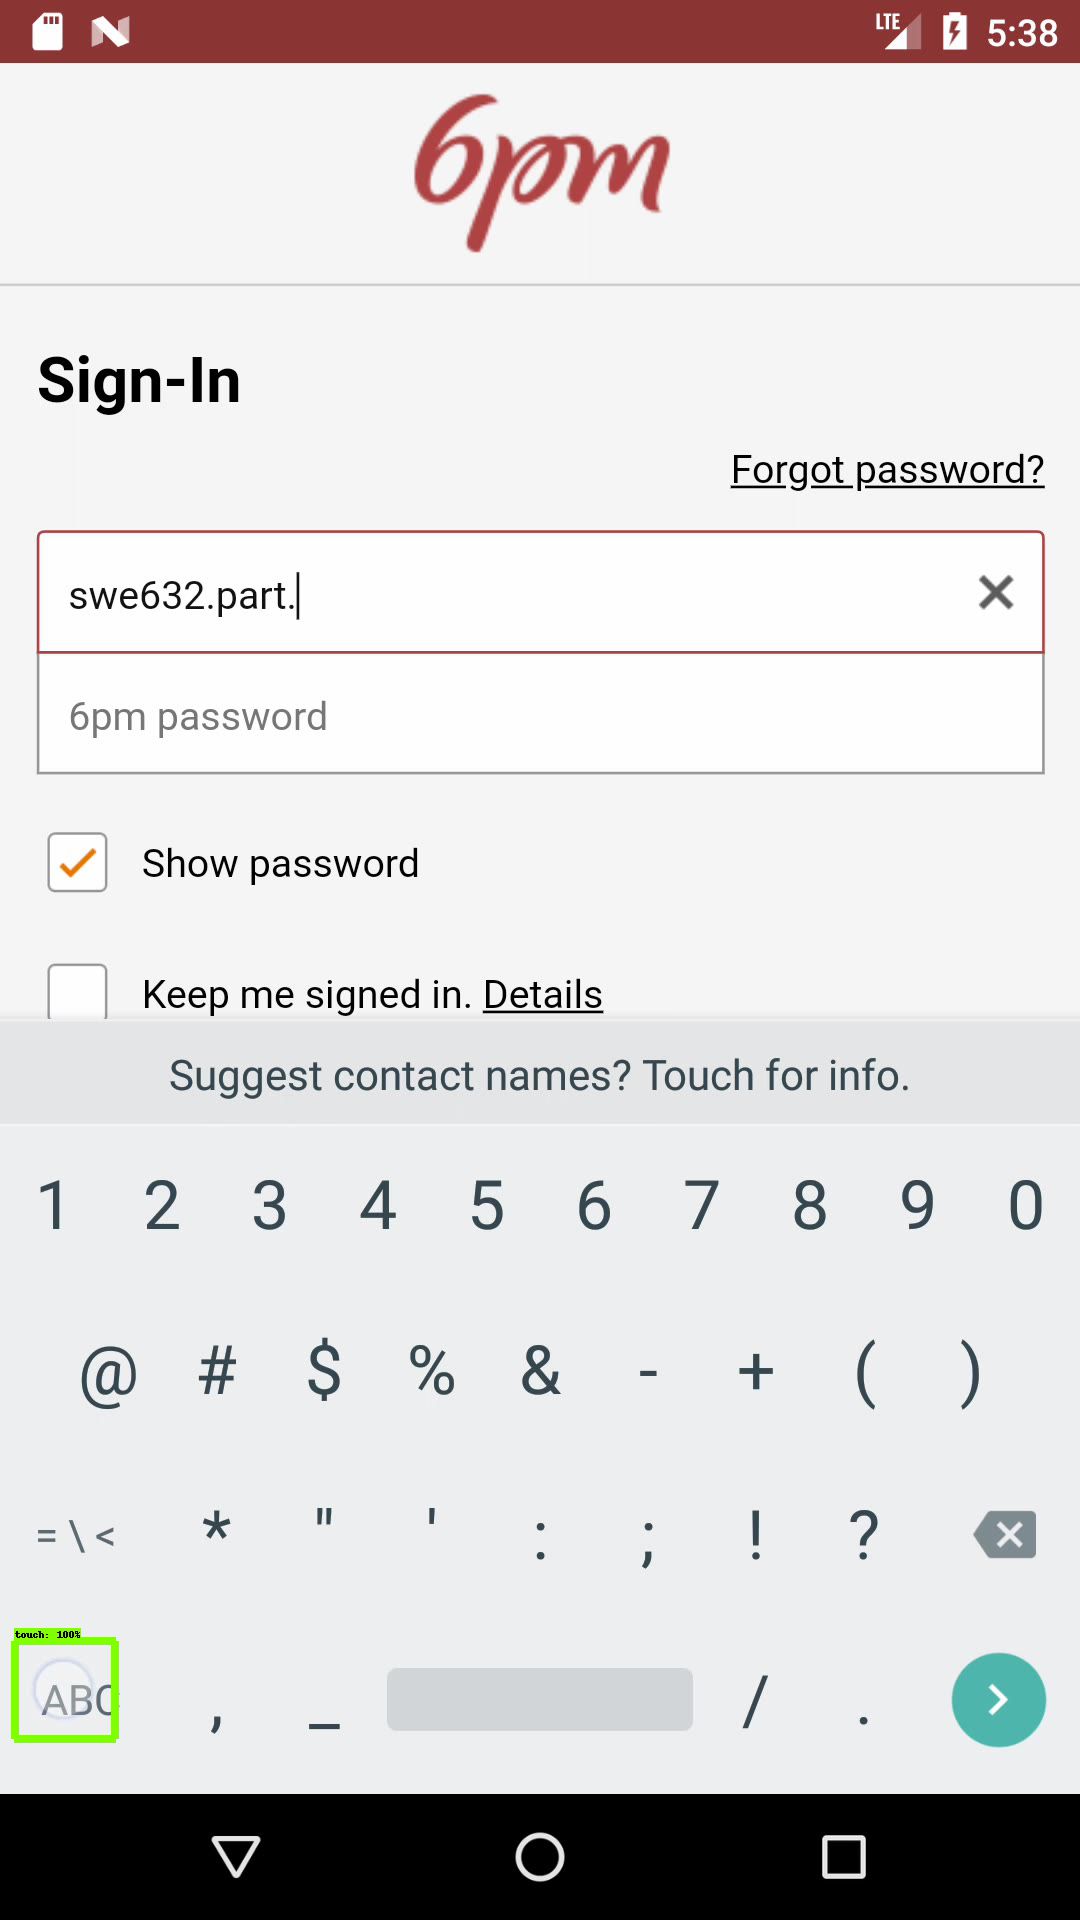 LTE 5:38
6pm
Sign-In
Forgot password?
swe632.part.
6pm password
Show password
Keep me signed in. Details
Suggest contact names? Touch for info.
1 2 3 4 5 6 7 8 9 0
@ # $ % & - + ( )
= \ < * " ' : ; ! ?
touch: 100%
ABC , _ / .